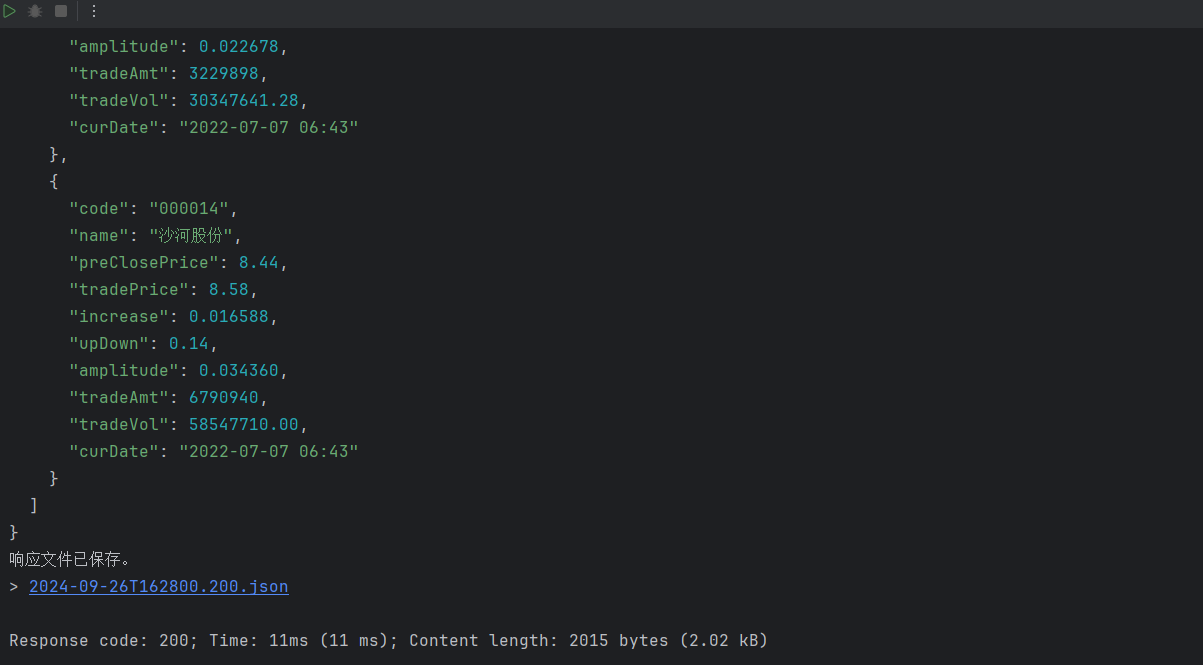 "amplitude": 0.022678,
"tradeAmt": 3229898,
"tradeVol": 30347641.28,
"curDate": "2022-07-07 06:43"
},
{
"code": "000014",
"name": "沙河股份",
"preClosePrice": 8.44,
"tradePrice": 8.58,
"increase": 0.016588,
"upDown": 0.14,
"amplitude": 0.034360,
"tradeAmt": 6790940,
"tradeVol": 58547710.00,
"curDate": "2022-07-07 06:43"
}
]
}
响应文件已保存。
> 2024-09-26T162800.200.json
Response code: 200; Time: 11ms (11 ms); Content length: 2015 bytes (2.02 kB)